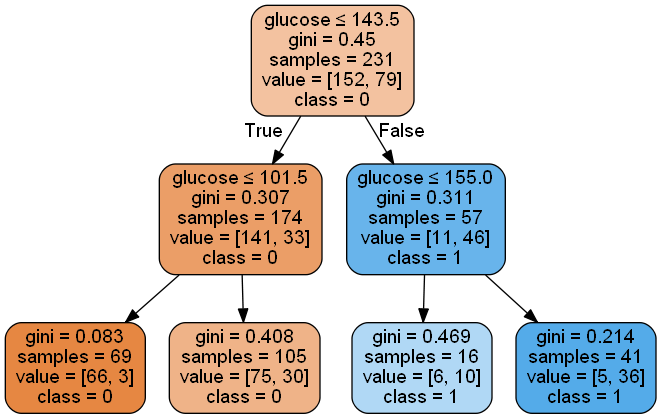 glucose ≤ 143.5
gini = 0.45
samples = 231
value = [152, 79]
class = 0
True
False
glucose ≤ 101.5
gini = 0.307
samples = 174
value = [141, 33]
class = 0
glucose ≤ 155.0
gini = 0.311
samples = 57
value = [11, 46]
class = 1
gini = 0.083
samples = 69
value = [66, 3]
class = 0
gini = 0.408
samples = 105
value = [75, 30]
class = 0
gini = 0.469
samples = 16
value = [6, 10]
class = 1
gini = 0.214
samples = 41
value = [5, 36]
class = 1